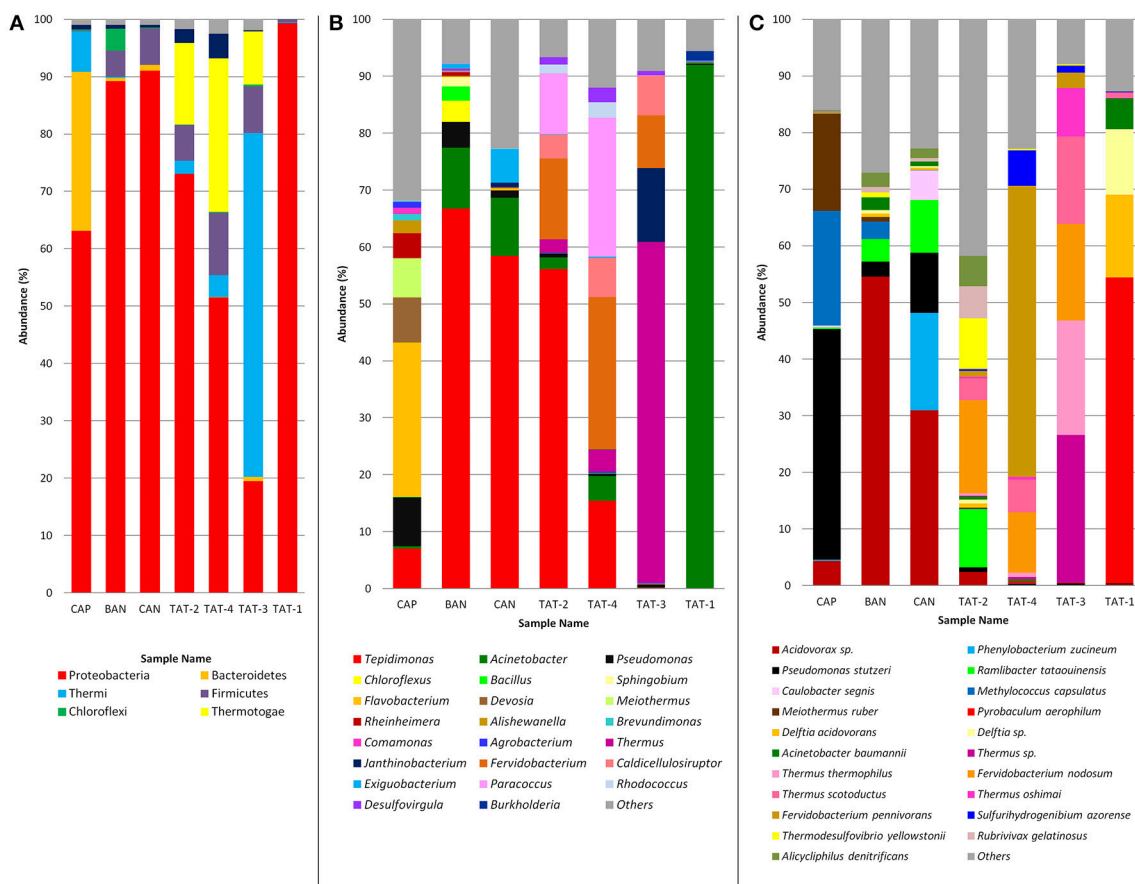 A
100
90
80
70
60
50
40
30
20
10
0
Abundance (%)
CAP BAN CAN TAT-2 TAT-4 TAT-3 TAT-1
Sample Name
Proteobacteria Bacteroidetes
Thermi Firmicutes
Chloroflexi Thermotogae
B
100
90
80
70
60
50
40
30
20
10
0
Abundance (%)
CAP BAN CAN TAT-2 TAT-4 TAT-3 TAT-1
Sample Name
Tepidimonas Acinetobacter Pseudomonas
Chloroflexus Bacillus Sphingobium
Flavobacterium Devosia Meiothermus
Rheinheimera Alishewanella Brevundimonas
Comamonas Agrobacterium Thermus
Janthinobacterium Fervidobacterium Caldicellulosiruptor
Exiguobacterium Paracoccus Rhodococcus
Desulfovirgula Burkholderia Others
C
100
90
80
70
60
50
40
30
20
10
0
Abundance (%)
CAP BAN CAN TAT-2 TAT-4 TAT-3 TAT-1
Sample Name
Acidovorax sp. Phenylobacterium zucineum
Pseudomonas stutzeri Ramlibacter tataouinensis
Caulobacter segnis Methylococcus capsulatus
Meiothermus ruber Pyrobaculum aerophilum
Delftia acidovorans Delftia sp.
Acinetobacter baumannii Thermus sp.
Thermus thermophilus Fervidobacterium nodosum
Thermus scotoductus Thermus oshimai
Fervidobacterium pennivorans Sulfurihydrogenibium azorense
Thermodesulfovibrio yellowstonii Rubrivivax gelatinosus
Alicycliphilus denitrificans Others